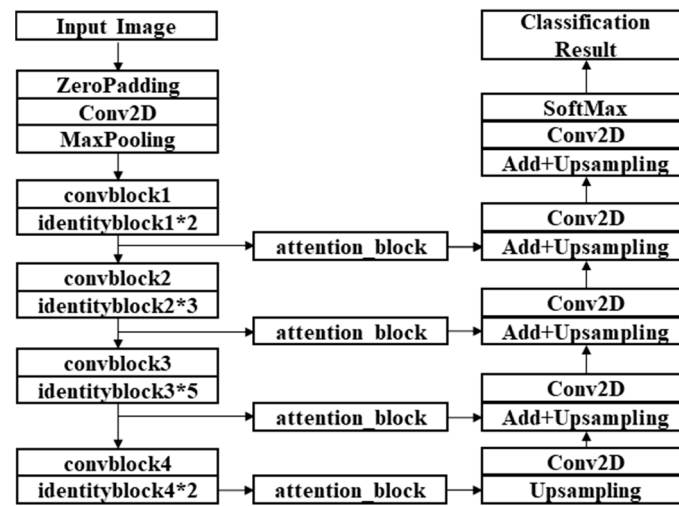 Input Image
ZeroPadding
Conv2D
MaxPooling
convblock1
identityblock1*2
attention_block
convblock2
identityblock2*3
attention_block
convblock3
identityblock3*5
attention_block
convblock4
identityblock4*2
attention_block
Classification
Result
SoftMax
Conv2D
Add+Upsampling
Conv2D
Add+Upsampling
Conv2D
Add+Upsampling
Conv2D
Add+Upsampling
Conv2D
Upsampling